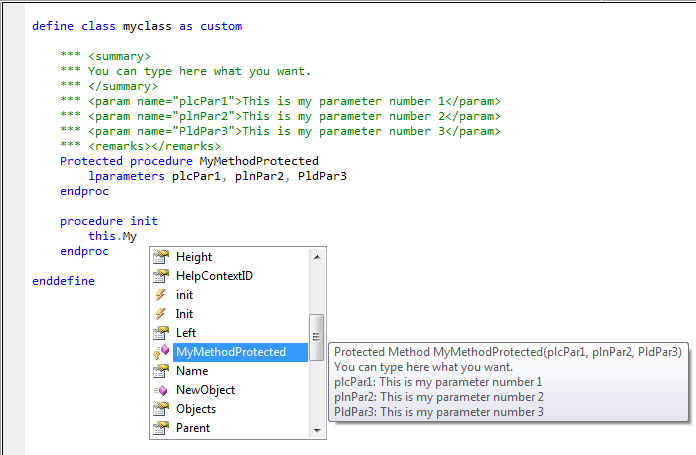 define class myclass as custom
*** <summary>
*** You can type here what you want.
*** </summary>
*** <param name="plcPar1">This is my parameter number 1</param>
*** <param name="plnPar2">This is my parameter number 2</param>
*** <param name="PldPar3">This is my parameter number 3</param>
*** <remarks></remarks>
Protected procedure MyMethodProtected
lparameters plcPar1, plnPar2, PldPar3
endproc
procedure init
this.My
endproc
enddefine
Height
HelpContextID
init
Init
Left
MyMethodProtected
Name
NewObject
Objects
Parent
Protected Method MyMethodProtected(plcPar1, plnPar2, PldPar3)
You can type here what you want.
plcPar1: This is my parameter number 1
plnPar2: This is my parameter number 2
PldPar3: This is my parameter number 3